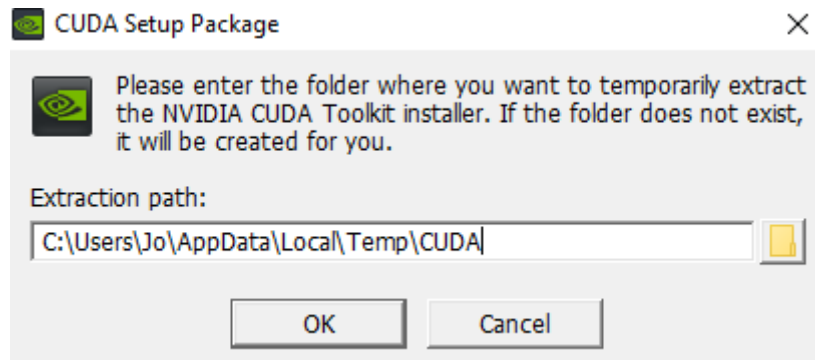 CUDA Setup Package
Please enter the folder where you want to temporarily extract
the NVIDIA CUDA Toolkit installer. If the folder does not exist,
it will be created for you.
Extraction path:
C:\Users\Jo\AppData\Local\Temp\CUDA
OK
Cancel